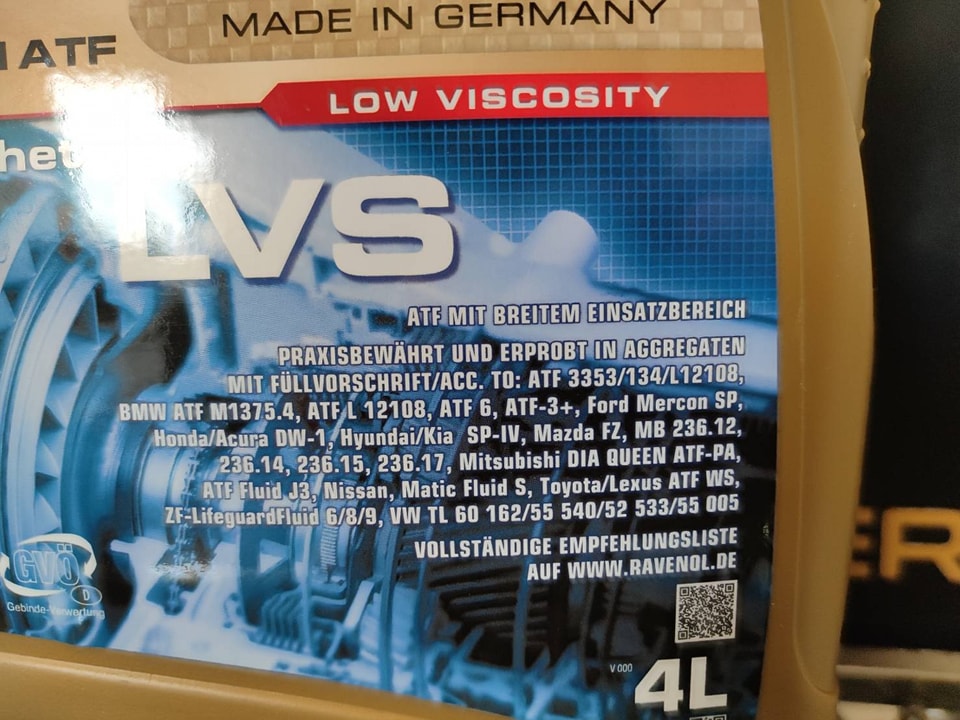 MADE IN GERMANY
ATF
LOW VISCOSITY
LVS
ATF MIT BREITEM EINSATZBEREICH
PRAXISBEWÄHRT UND ERPROBT IN AGGREGATEN
MIT FÜLLVORSCHRIFT/ACC. TO: ATF 3353/134/L12108,
BMW ATF M1375.4, ATF L 12108, ATF 6, ATF-3+, Ford Mercon SP,
Honda/Acura DW-1, Hyundai/Kia SP-IV, Mazda FZ, MB 236.12,
236.14, 236.15, 236.17, Mitsubishi DIA QUEEN ATF-PA,
ATF Fluid J3, Nissan, Matic Fluid S, Toyota/Lexus ATF WS,
ZF-LifeguardFluid 6/8/9, VW TL 60 162/55 540/52 533/55 005
VOLLSTÄNDIGE EMPFEHLUNGSLISTE
AUF WWW.RAVENOL.DE
GVÖ
D
Gebinde-Verwertung
V 000
4L